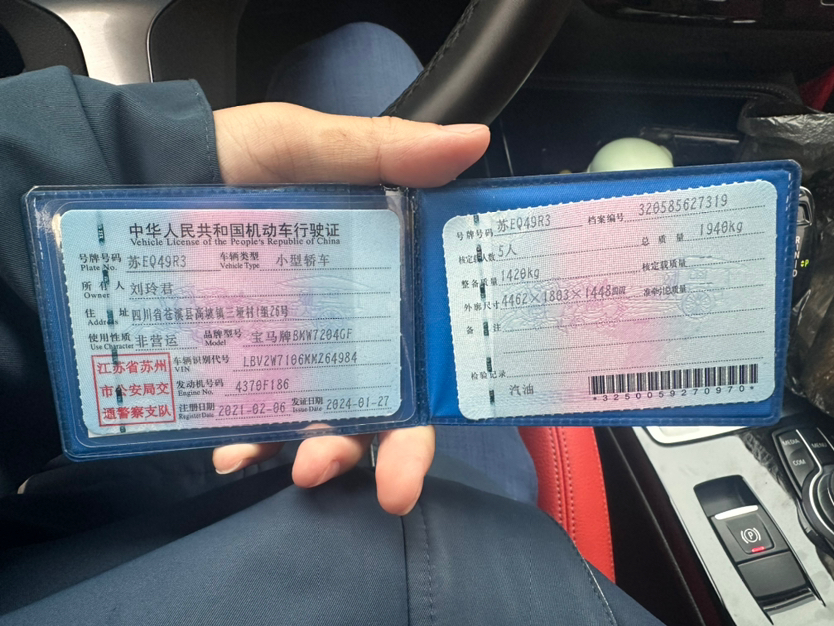 中华人民共和国机动车行驶证
Vehicle License of the People's Republic of China
号牌号码 苏EQ49R3 车辆类型 小型轿车
Plate No. Vehicle Type
所有人 刘玲君
Owner
住址 四川省苍溪县高坡镇三垭村1组26号
Address
使用性质 非营运 品牌型号 宝马牌BMW7204GF
Use Character Model
江苏省苏州
市公安局交
通警察支队
车辆识别代号 LBV2W7106KMZ64984
VIN
发动机号码 4370F186
Engine No.
注册日期 2021-02-06 发证日期 2024-01-27
Register Date Issue Date
号牌号码 苏EQ49R3 档案编号 320585627319
核定载人数 5人 总质量 1940kg
整备质量 1420kg 核定载质量
外廓尺寸 4462×1803×1448mm 准牵引总质量
备注
检验记录
汽油
*3250059270970*
MEDIA
MENU
COM
R
N
D
P
(P)